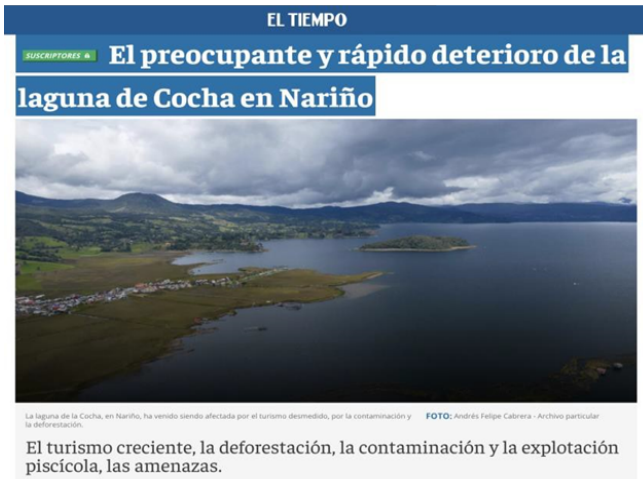 EL TIEMPO
SUSCRIPTORES El preocupante y rápido deterioro de la
laguna de Cocha en Nariño
La laguna de la Cocha, en Nariño, ha venido siendo afectada por el turismo desmedido, por la contaminación y
la deforestación.
FOTO: Andrés Felipe Cabrera - Archivo particular
El turismo creciente, la deforestación, la contaminación y la explotación
piscícola, las amenazas.